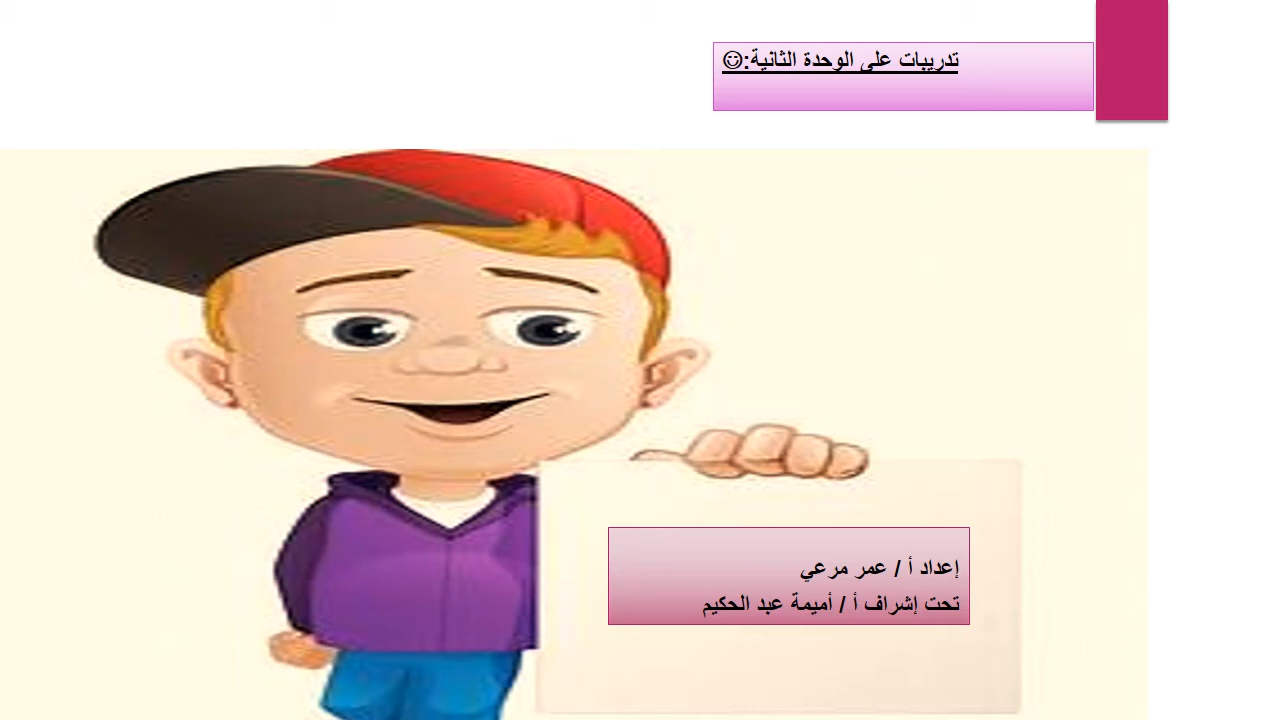 تدريبات على الوحدة الثانية:☺
إعداد أ / عمر مرعي
تحت إشراف أ / أميمة عبد الحكيم